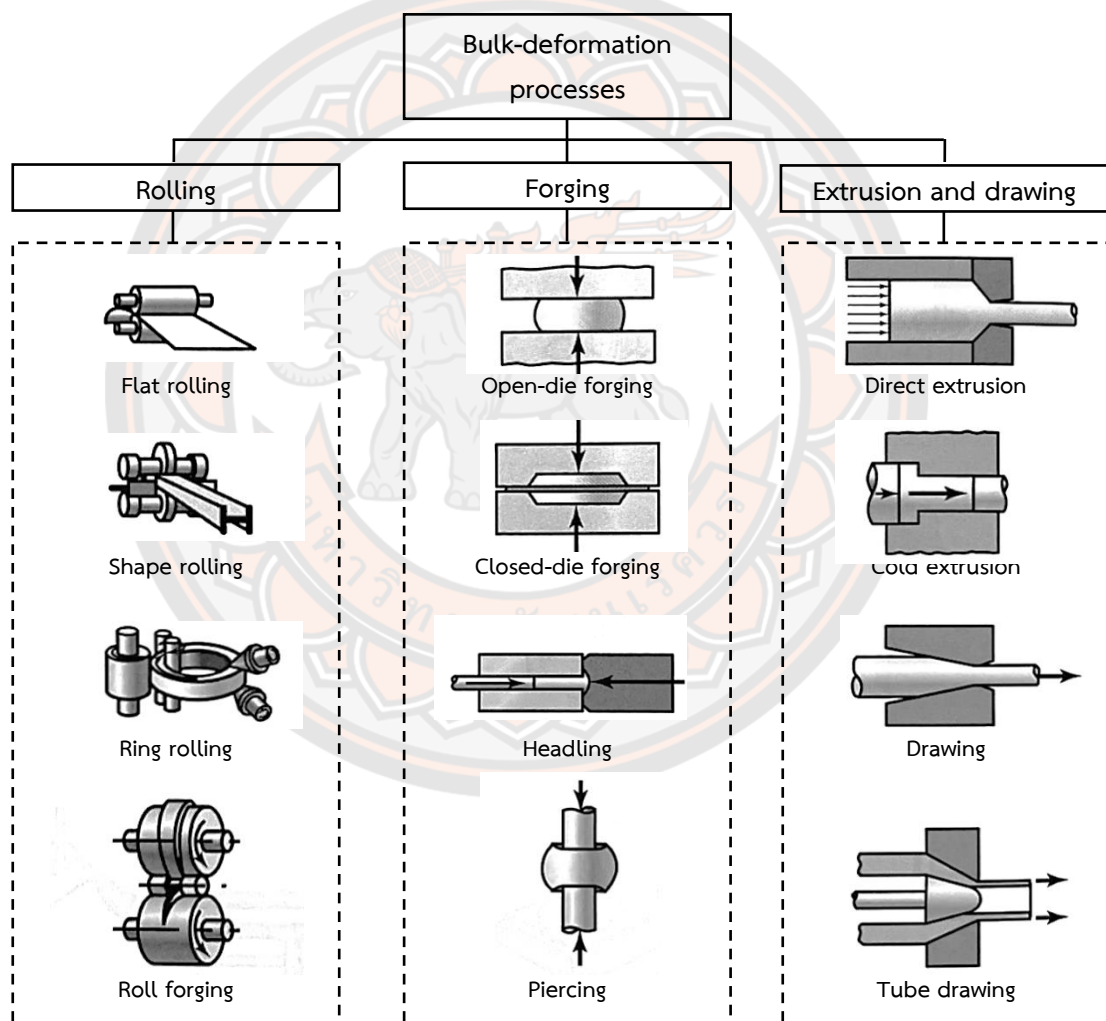 Bulk-deformation
processes
Rolling
Forging
Extrusion and drawing
Flat rolling
Open-die forging
Direct extrusion
Shape rolling
Closed-die forging
Cold extrusion
Ring rolling
Headling
Drawing
Roll forging
Piercing
Tube drawing